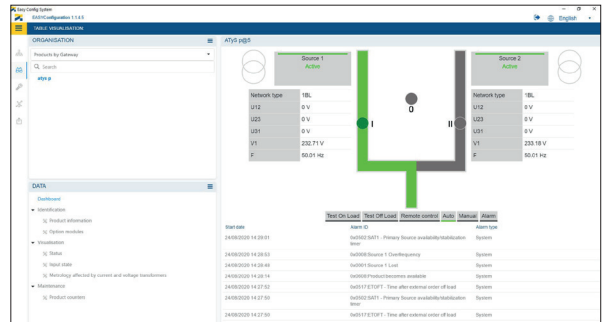 Easy Config System
EASYConfiguration 1.1.4.5
English
TABLE VISUALISATION
ORGANISATION
Products by Gateway
Search
atys p
DATA
Dashboard
Identification
Product information
Option modules
Visualisation
Status
Input state
Metrology affected by current and voltage transformers
Maintenance
Product counters
ATyS p@5
Source 1
Active
Source 2
Active
Network type 1BL
U12 0 V
U23 0 V
U31 0 V
V1 232.71 V
F 50.01 Hz
I
0
II
Network type 1BL
U12 0 V
U23 0 V
U31 0 V
V1 233.18 V
F 50.01 Hz
Test On Load Test Off Load Remote control Auto Manual Alarm
Start date Alarm ID Alarm type
24/08/2020 14:29:01 0x0502:SAT1 - Primary Source availability/stabilization timer System
24/08/2020 14:28:53 0x0908:Source 1 Overfrequency System
24/08/2020 14:28:48 0x0901:Source 1 Lost System
24/08/2020 14:28:14 Product becomes available System
24/08/2020 14:27:52 0x0517:ETOFT - Time after external order off load System
24/08/2020 14:27:50 0x0502:SAT1 - Primary Source availability/stabilization timer System
24/08/2020 14:27:50 0x0517:ETOFT - Time after external order off load System